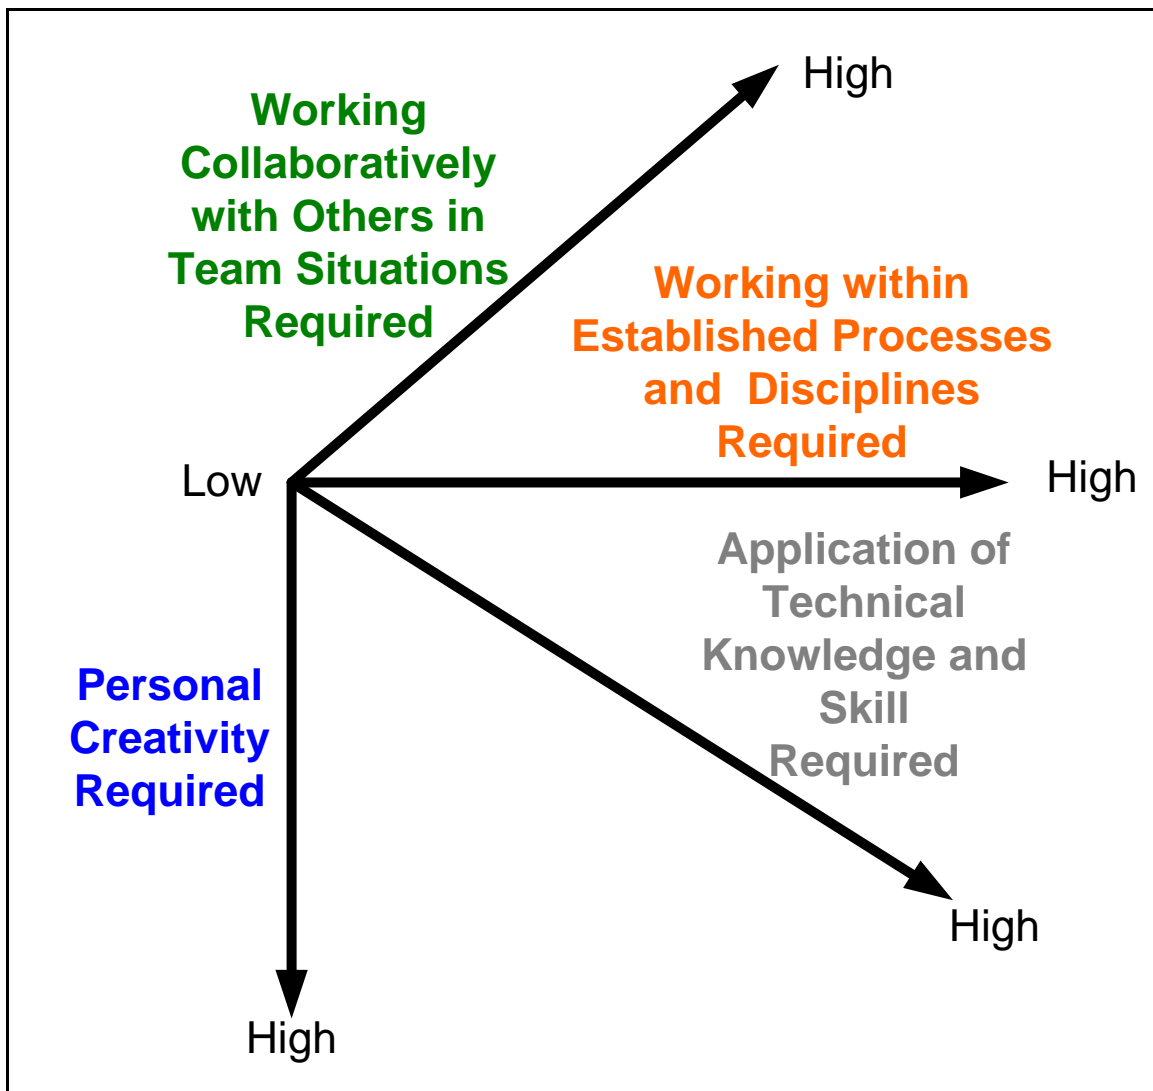 High
Working
Collaboratively
with Others in
Team Situations
Required
Working within
Established Processes
and  Disciplines
Required
Low
High
Application of
Technical
Knowledge and
Skill
Required
Personal
Creativity
Required
High
High